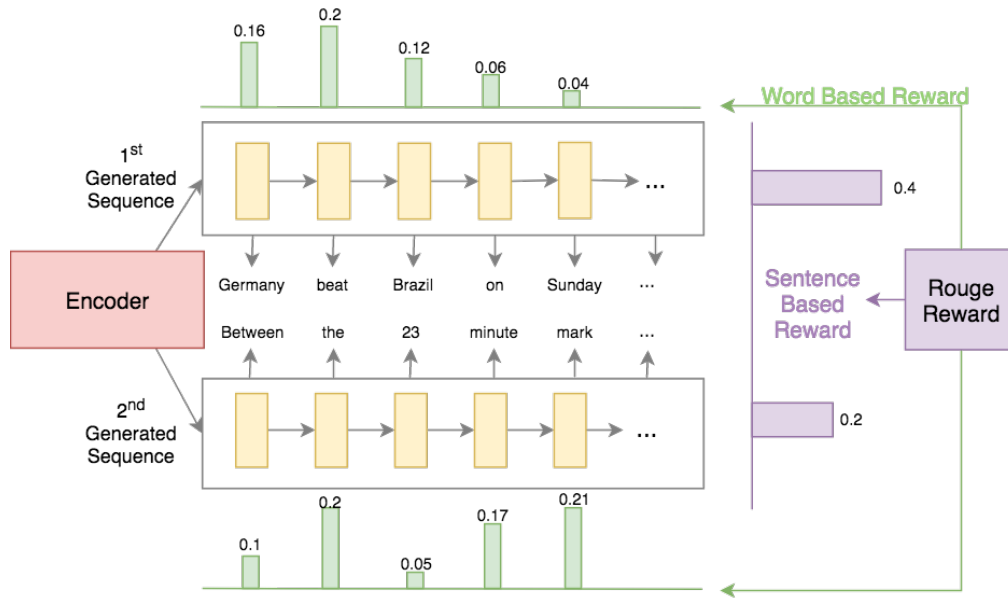 0.16
0.2
0.12
0.06
0.04
Word Based Reward
1st
Generated
Sequence
...
0.4
Encoder
Germany beat Brazil on Sunday ...
Sentence
Based
Reward
Rouge
Reward
Between the 23 minute mark ...
2nd
Generated
Sequence
...
0.2
0.1
0.2
0.05
0.17
0.21